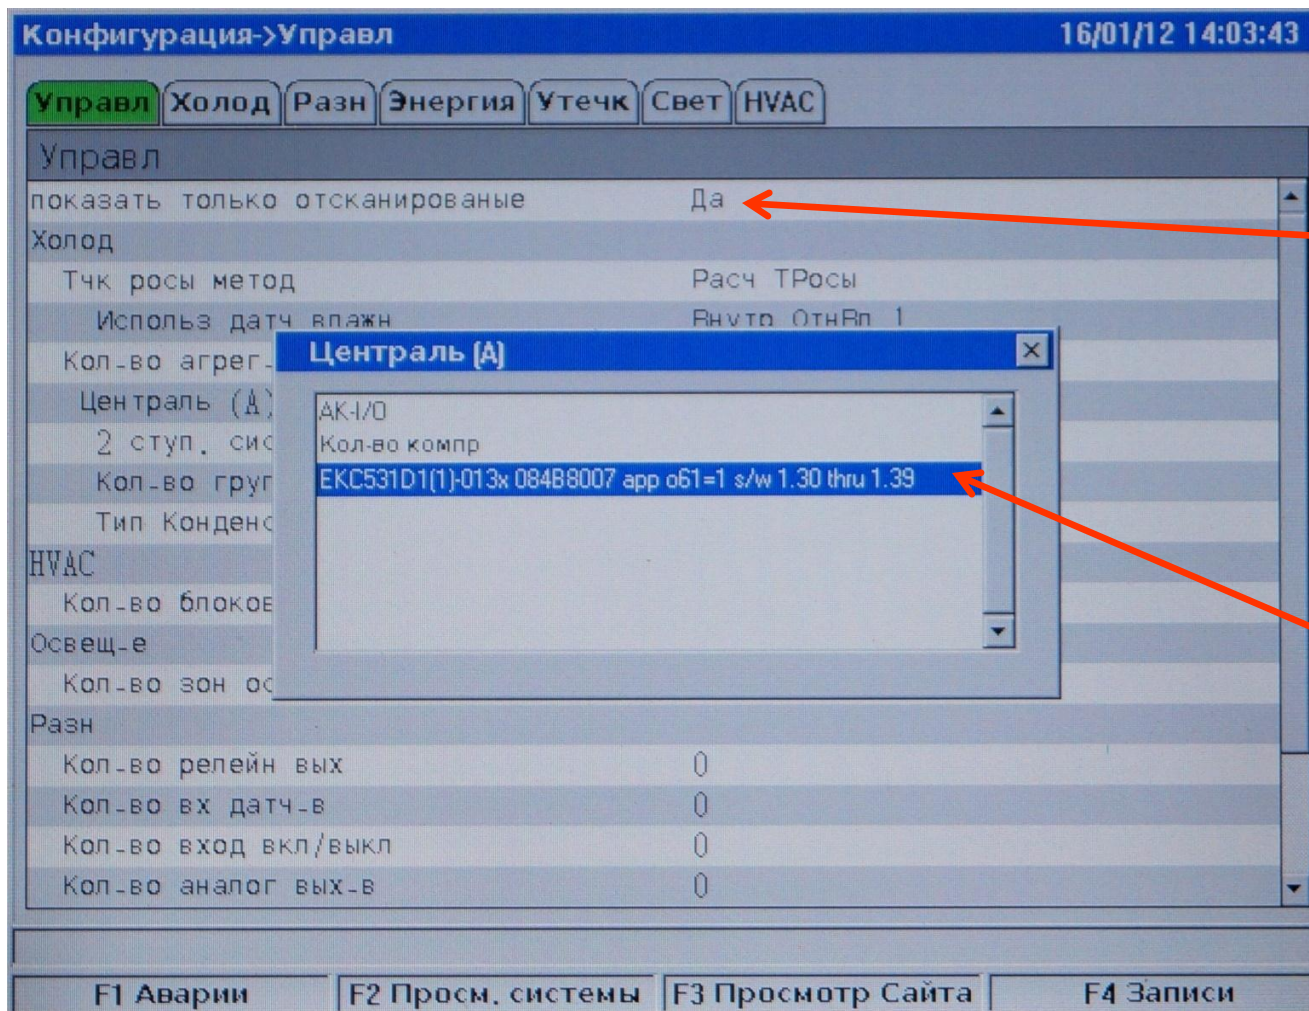 Конфигурация->Управл 16/01/12 14:03:43
Управл Холод Разн Энергия Утечк Свет HVAC
Управл
показать только отсканированые Да
Холод
Тчк росы метод Расч ТРосы
Использ датч влажн Внутр ОтнВл 1
Кол-во агрег.
Централь (А)
2 ступ. сис
Кол-во груп
Тип Конденс
HVAC
Кол-во блоков
Освещ-е
Кол-во зон ос
Централь (А)
AK-I/O
Кол-во компр
EKC531D1(1)-013x 084B8007 app o61=1 s/w 1.30 thru 1.39
Разн
Кол-во релейн вых 0
Кол-во вх датч-в 0
Кол-во вход вкл/выкл 0
Кол-во аналог вых-в 0
F1 Аварии F2 Просм. системы F3 Просмотр Сайта F4 Записи